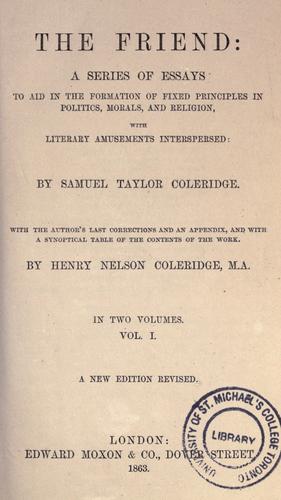 THE FRIEND:
A SERIES OF ESSAYS
TO AID IN THE FORMATION OF FIXED PRINCIPLES IN
POLITICS, MORALS, AND RELIGION,
WITH
LITERARY AMUSEMENTS INTERSPERSED:
BY SAMUEL TAYLOR COLERIDGE.
WITH THE AUTHOR'S LAST CORRECTIONS AND AN APPENDIX, AND WITH
A SYNOPTICAL TABLE OF THE CONTENTS OF THE WORK.
BY HENRY NELSON COLERIDGE, M.A.
IN TWO VOLUMES.
VOL. I.
A NEW EDITION REVISED.
LONDON:
EDWARD MOXON & CO., DOVER STREET.
1863.
UNIVERSITY OF ST. MICHAEL'S COLLEGE TORONTO
LIBRARY